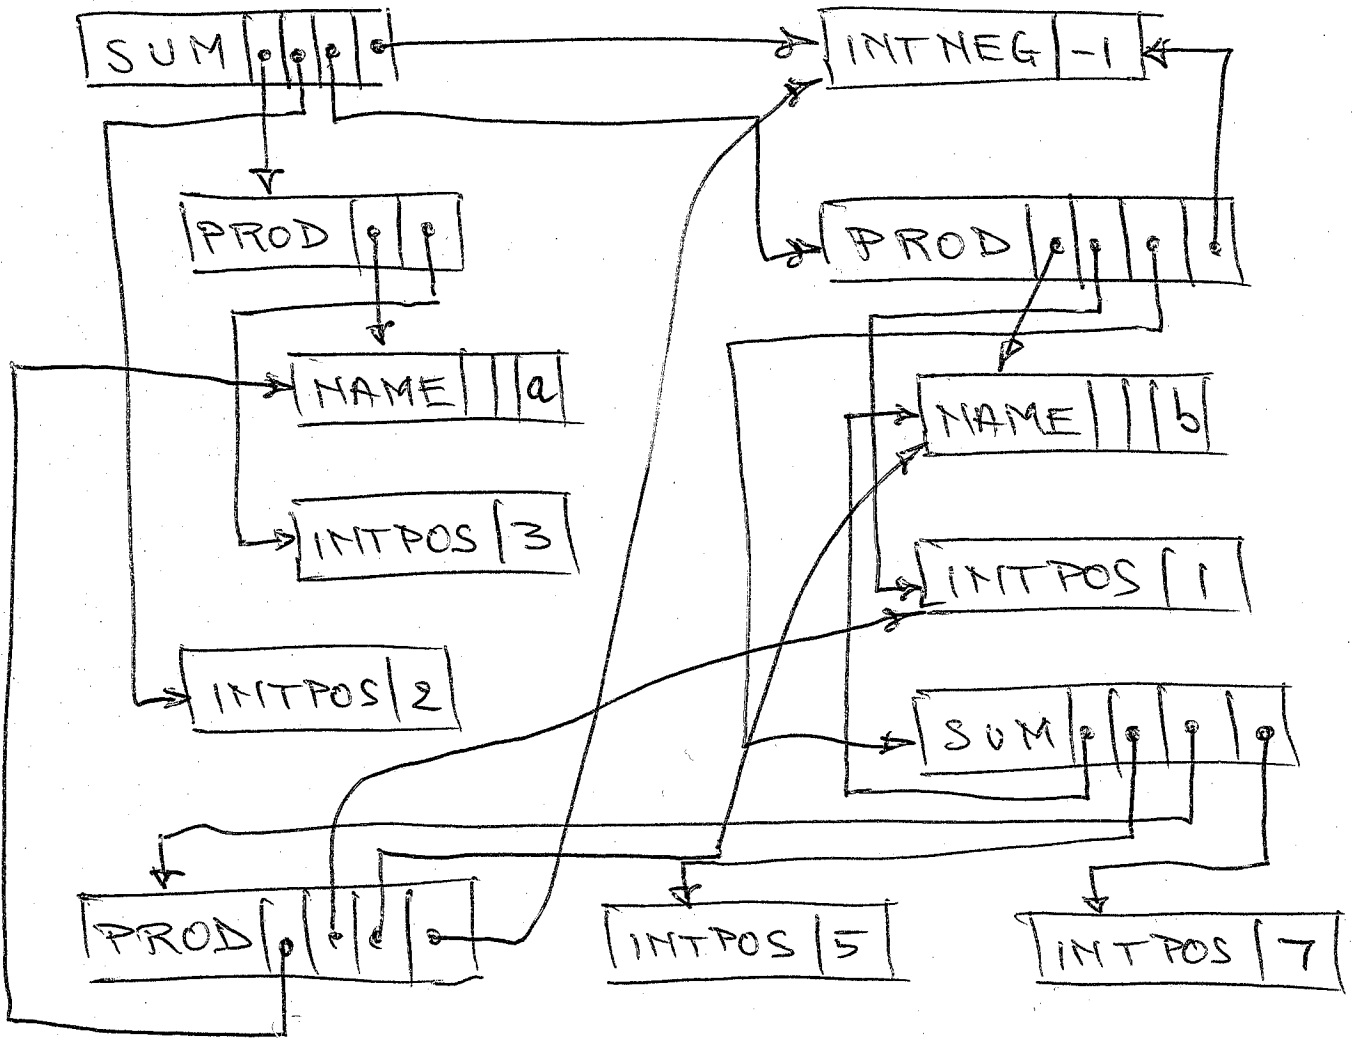 SUM INTNEG -1
PROD PROD
NAME a NAME b
INTPOS 3 INTPOS 1
INTPOS 2 SUM
PROD INTPOS 5 INTPOS 7